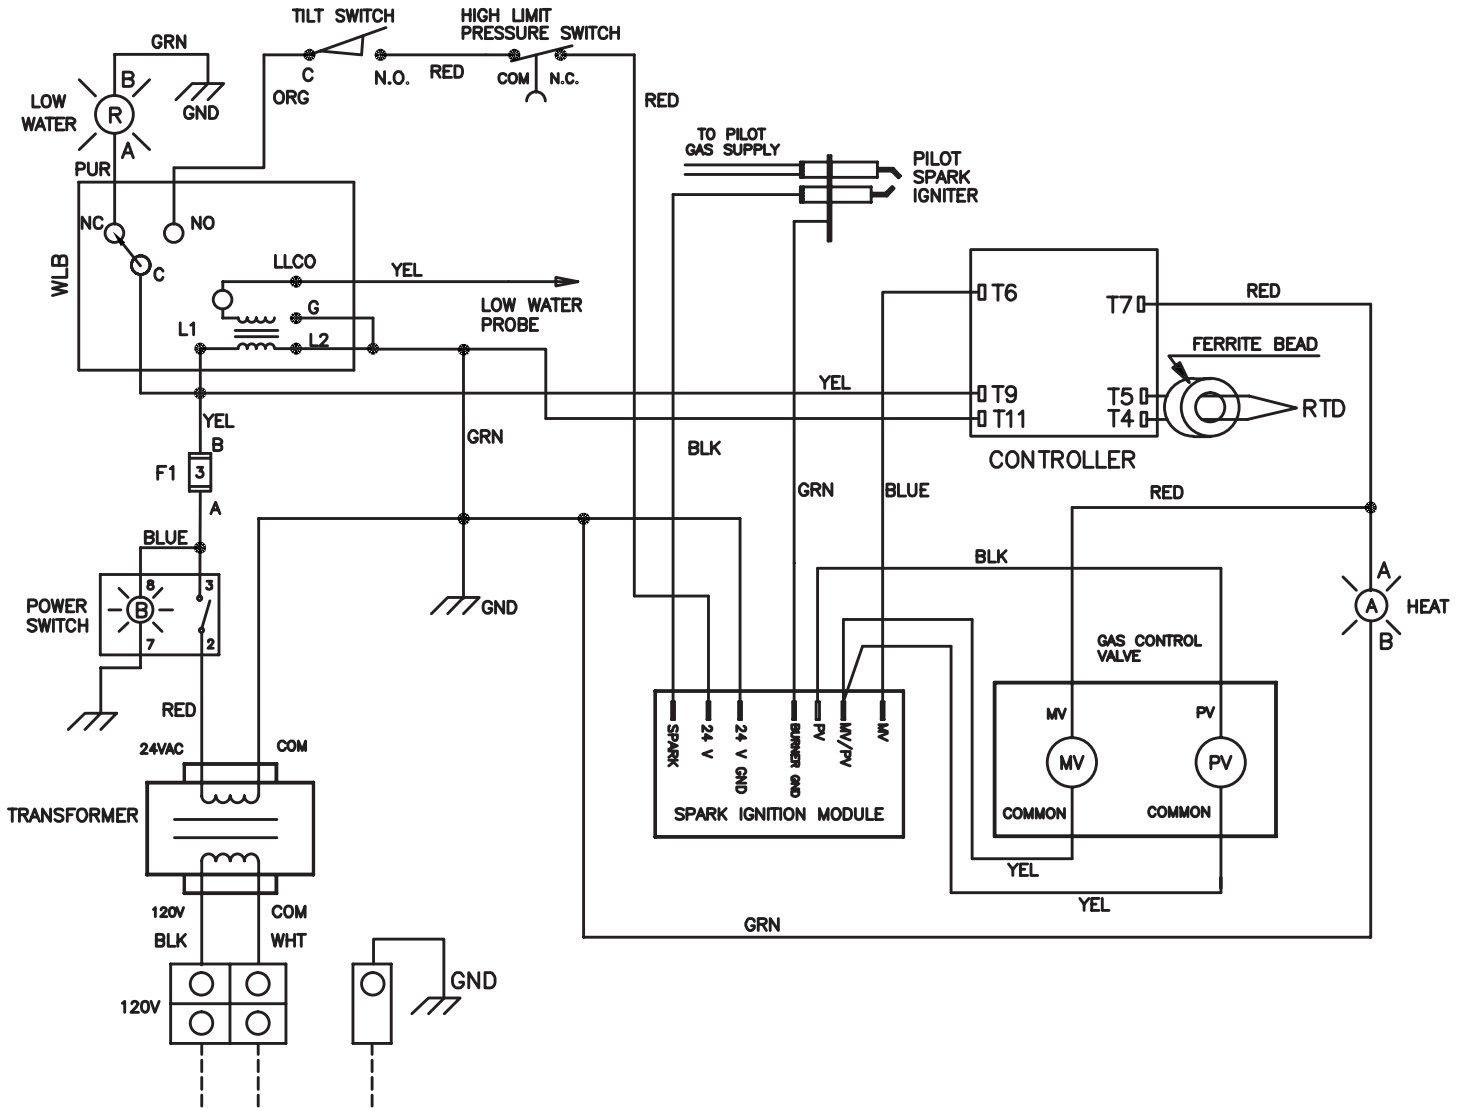 TILT SWITCH
HIGH LIMIT
PRESSURE SWITCH
GRN
B
LOW
WATER
R
A
GND
PUR
C
N.O.
RED
COM
N.C.
ORG
RED
TO PILOT
GAS SUPPLY
PILOT
SPARK
IGNITER
WLB
NC
NO
C
LLCO
YEL
LOW WATER
PROBE
G
L1
L2
T6
T7
RED
FERRITE BEAD
YEL
T9
T5
T11
T4
RTD
CONTROLLER
YEL
B
F1
3
A
GRN
BLK
GRN
BLUE
RED
BLUE
8
3
POWER
SWITCH
B
7
2
GND
BLK
A
A
HEAT
B
GAS CONTROL
VALVE
RED
24VAC
COM
MV
PV
MV
PV
COMMON
COMMON
SPARK
24 V
24 V GND
BURNER GND
PV
MV/PV
MV
SPARK IGNITION MODULE
TRANSFORMER
YEL
YEL
120V
COM
BLK
WHT
GRN
120V
GND